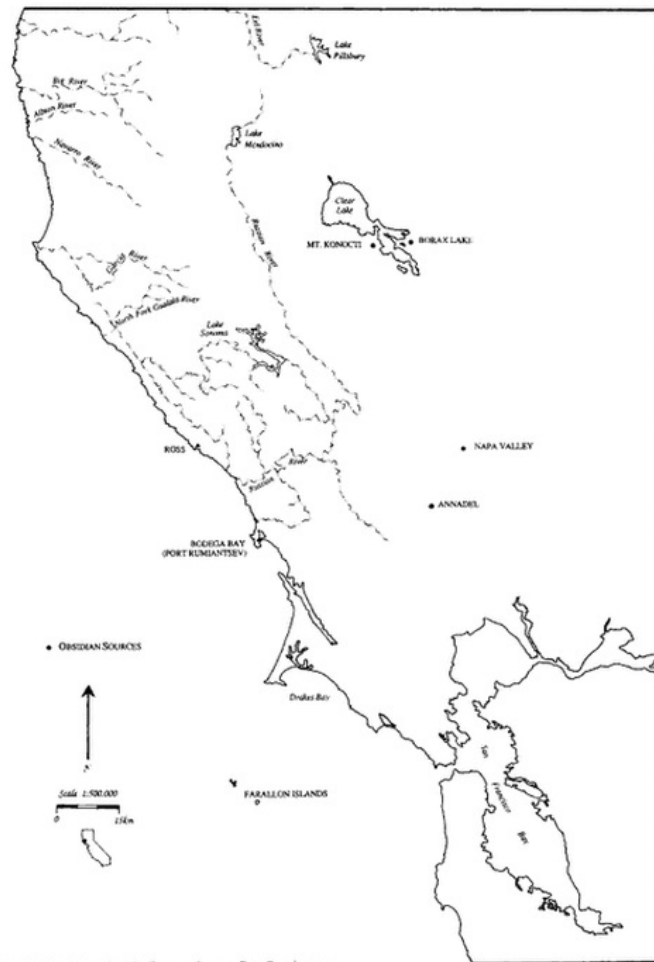 Eel River
Lake
Pillsbury
Big River
Albion River
Navarro River
Lake
Mendocino
Russian River
Clear
Lake
MT. KONOCTI
BORAX LAKE
Garcia River
North Fork Gualala River
Lake
Sonoma
ROSS
Russian River
NAPA VALLEY
ANNADEL
BODEGA BAY
(PORT RUMIANTSEV)
OBSIDIAN SOURCES
Drakes Bay
San Francisco Bay
Scale 1:500,000
0 15km
FARALLON ISLANDS